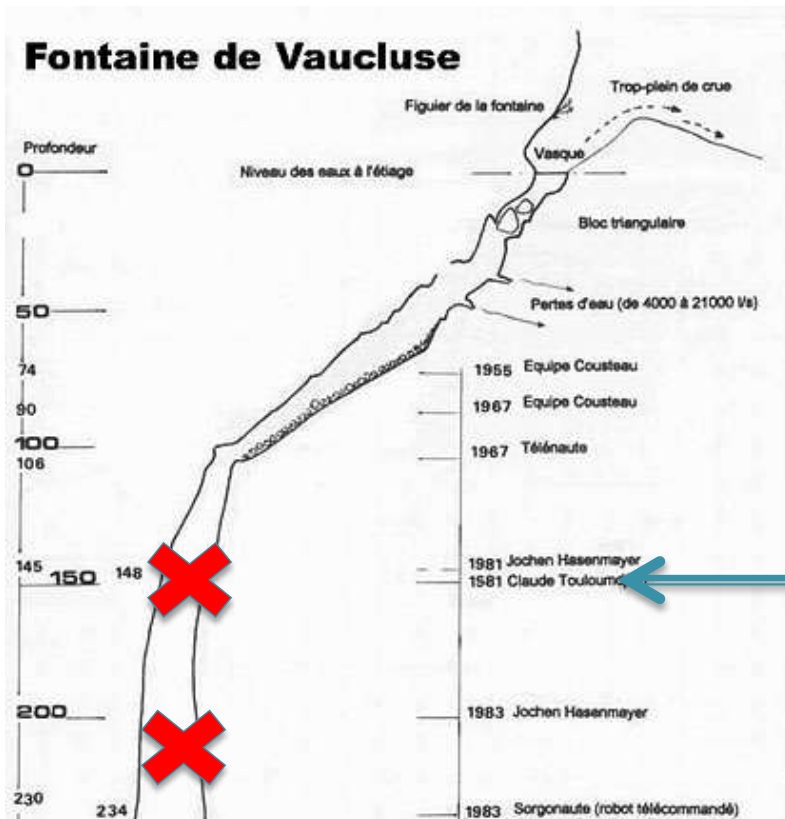 Fontaine de Vaucluse
Trop-plein de crue
Figuier de la fontaine
Profondeur
Vasque
0
Niveau des eaux à l'étiage
Bloc triangulaire
50
Pertes d'eau (de 4000 à 21000 l/s)
74
1955 Equipe Cousteau
90
1967 Equipe Cousteau
100
106
1967 Télénaute
145
1981 Jochen Hasenmayer
150
148
1981 Claude
200
1983 Jochen Hasenmayer
230
234
1983 Sorgonaute (robot télécommandé)